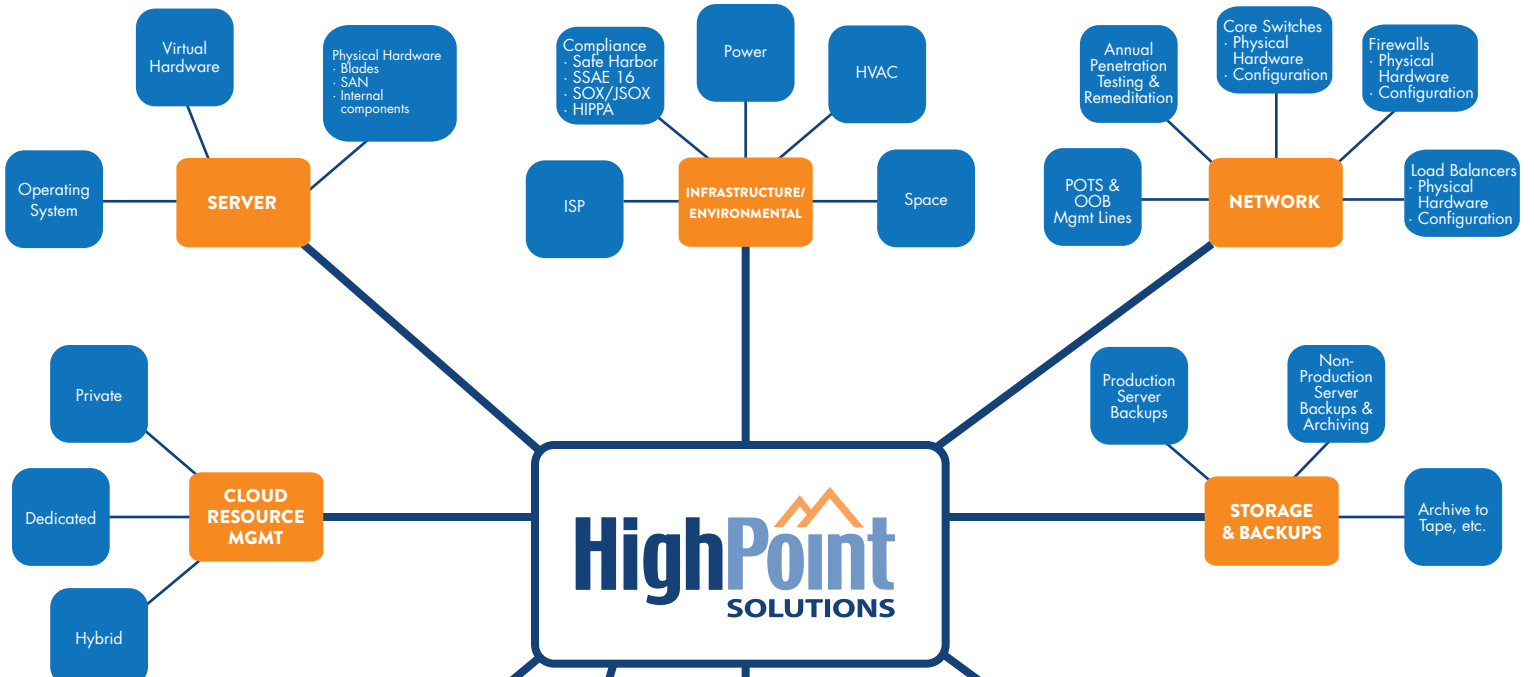 Virtual
Hardware
Physical Hardware
· Blades
· SAN
· Internal
components
Operating
System
SERVER
Compliance
· Safe Harbor
· SSAE 16
· SOX/JSOX
· HIPPA
Power
HVAC
ISP
INFRASTRUCTURE/
ENVIRONMENTAL
Space
Annual
Penetration
Testing &
Remeditation
Core Switches
· Physical
Hardware
· Configuration
Firewalls
· Physical
Hardware
· Configuration
POTS &
OOB
Mgmt Lines
NETWORK
Load Balancers
· Physical
Hardware
· Configuration
Private
Dedicated
CLOUD
RESOURCE
MGMT
Hybrid
HighPoint
SOLUTIONS
Production
Server
Backups
Non-
Production
Server
Backups &
Archiving
STORAGE
& BACKUPS
Archive to
Tape, etc.